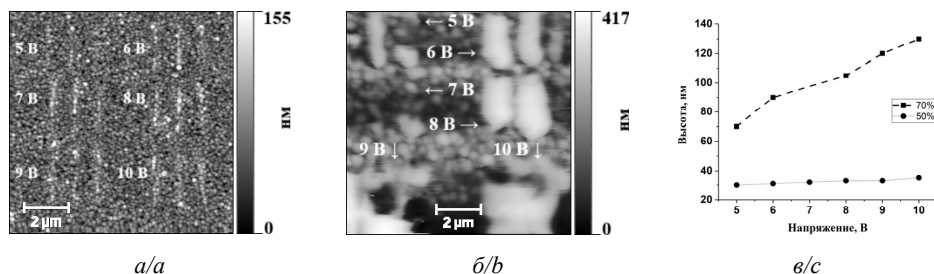 155
5 В
6 В
7 В
8 В
9 В
10 В
2 μm
нм
0
417
← 5 В
6 В →
← 7 В
8 В →
9 В ↓
10 В ↓
2 μm
нм
0
140
120
100
80
60
40
20
Высота, нм
70%
50%
5
6
7
8
9
10
Напряжение, В
а/a
б/b
в/c